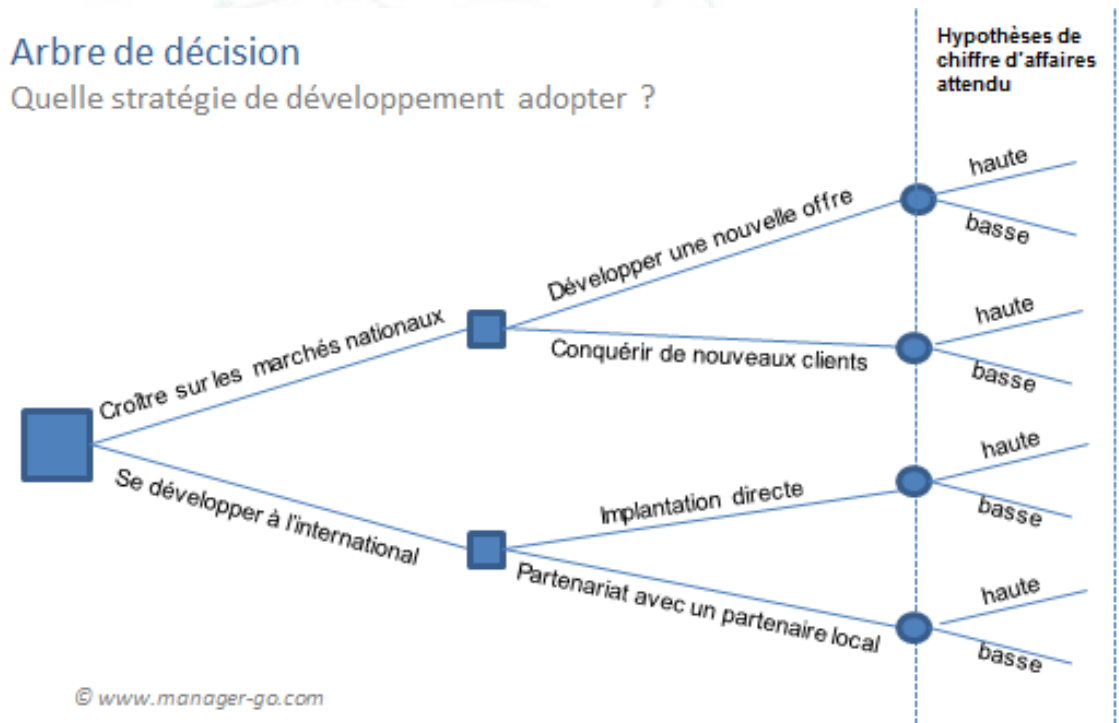 Arbre de décision
Quelle stratégie de développement adopter ?
Hypothèses de
chiffre d'affaires
attendu
Croître sur les marchés nationaux
Se développer à l'international
Développer une nouvelle offre
Conquérir de nouveaux clients
Implantation directe
Partenariat avec un partenaire local
haute
basse
haute
basse
haute
basse
haute
basse
© www.manager-go.com